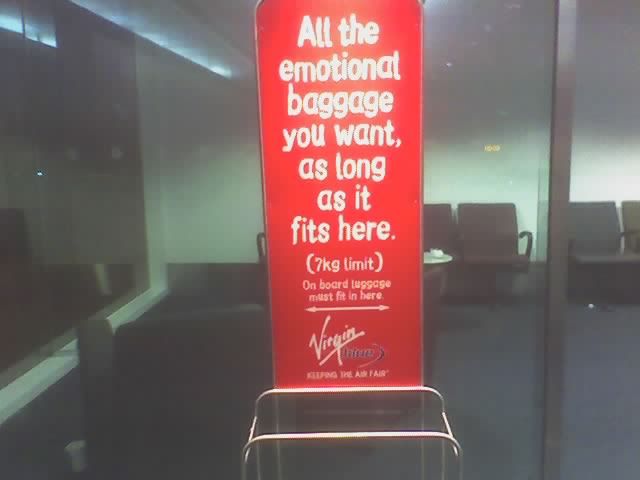 All the
emotional
baggage
you want,
as long
as it
fits here.
(7kg limit)
On board luggage
must fit in here.
Virgin
blue
KEEPING THE AIR FAIR